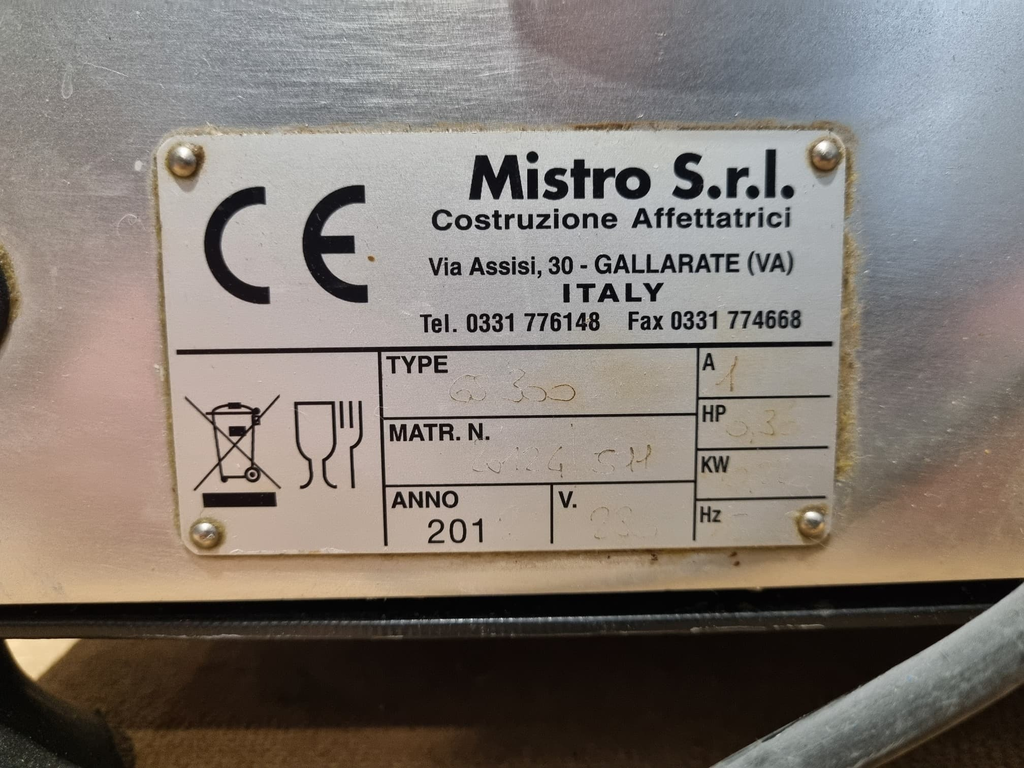 CE
Mistro S.r.l.
Costruzione Affettatrici
Via Assisi, 30 - GALLARATE (VA)
ITALY
Tel. 0331 776148 Fax 0331 774668
TYPE 300
A 1
HP
MATR. N.
KW
ANNO 201
V.
Hz